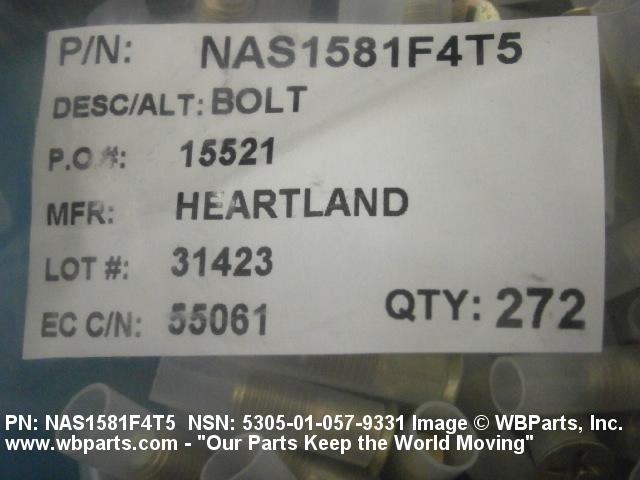 P/N: NAS1581F4T5
DESC/ALT: BOLT
P.O.#: 15521
MFR: HEARTLAND
LOT #: 31423
EC C/N: 55061 QTY: 272
PN: NAS1581F4T5 NSN: 5305-01-057-9331 Image © WBParts, Inc.
www.wbparts.com - "Our Parts Keep the World Moving"